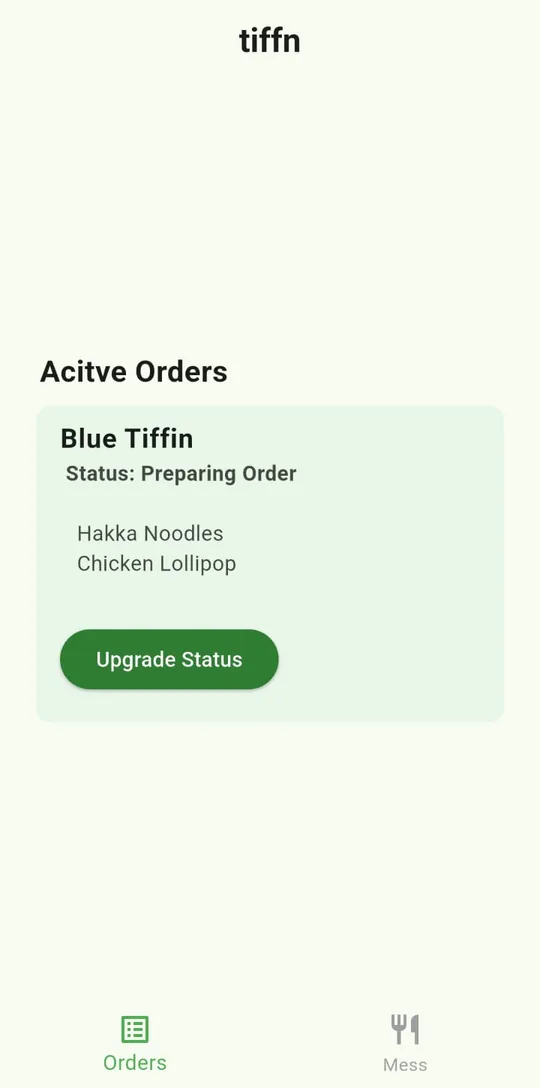 tiffn
Acitve Orders
Blue Tiffin
Status: Preparing Order
Hakka Noodles
Chicken Lollipop
Upgrade Status
Orders
Mess